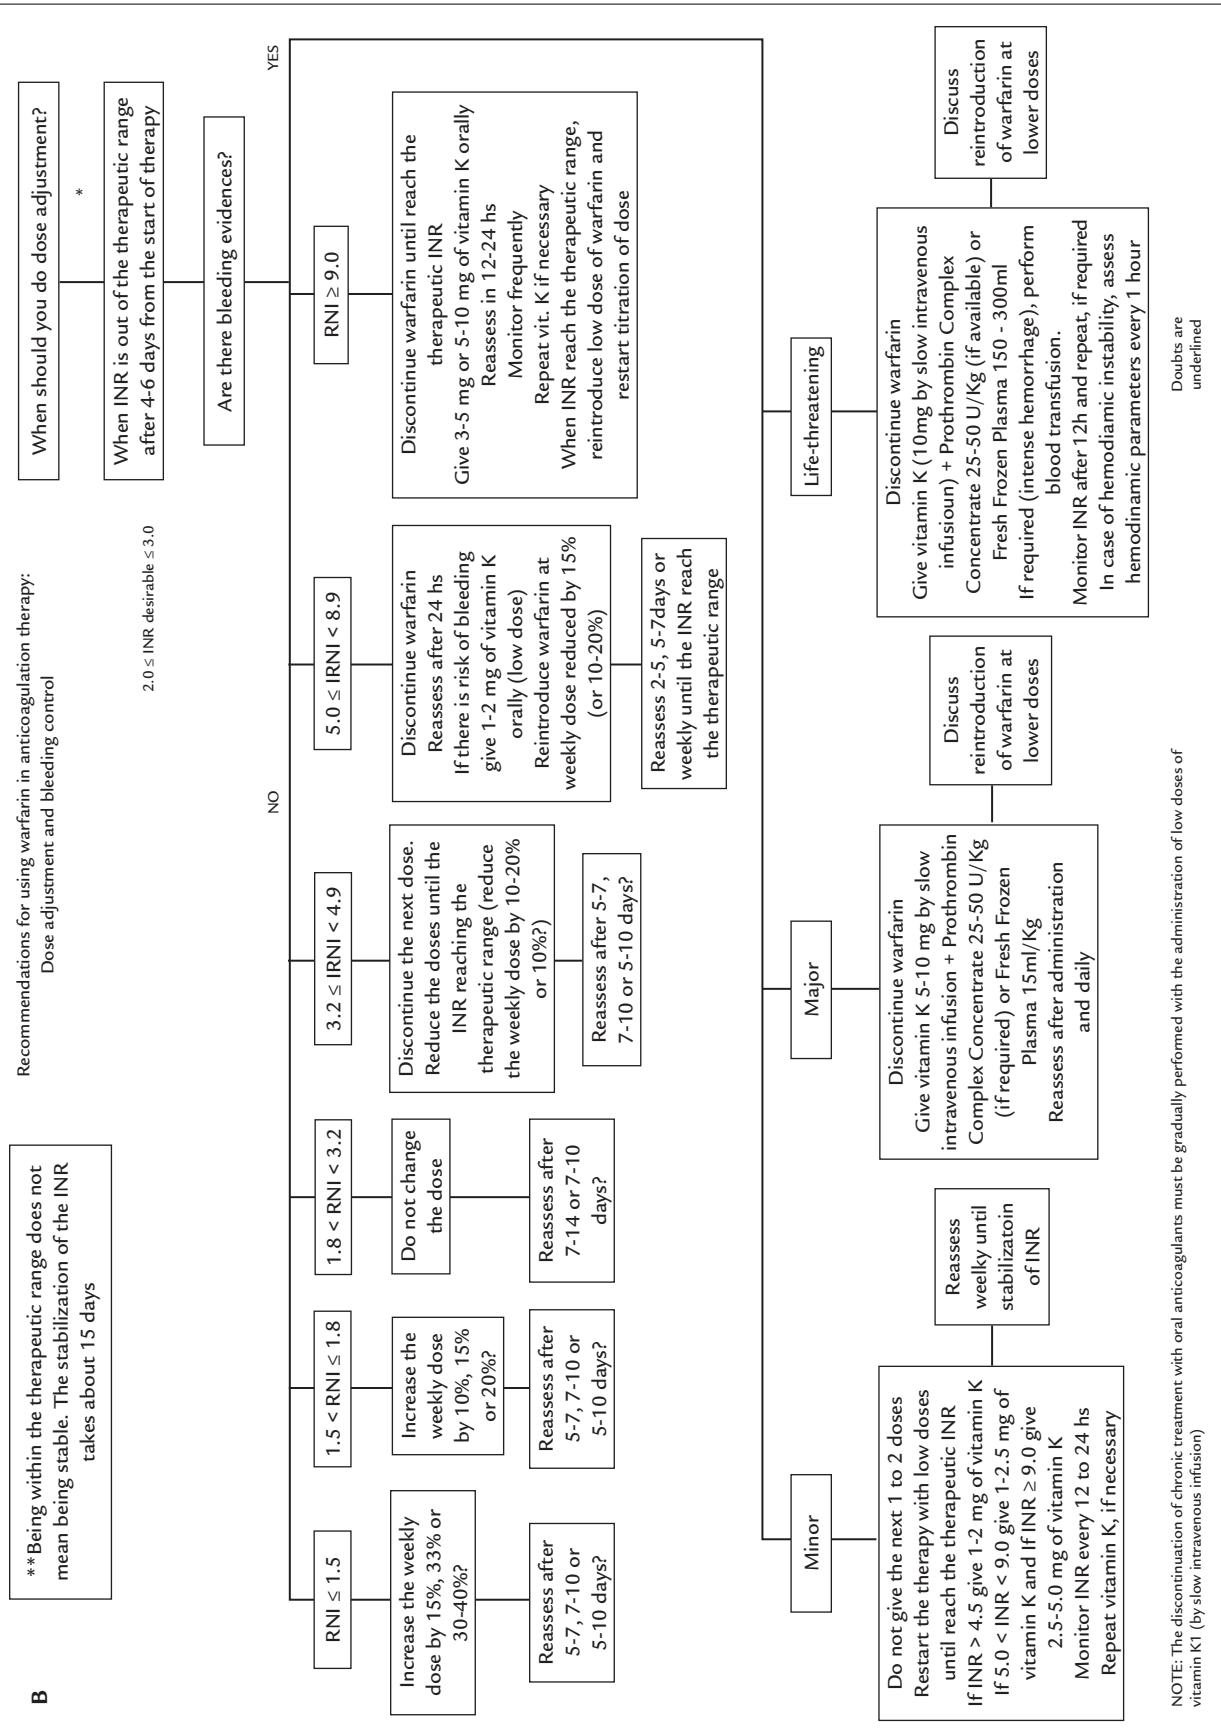 B
**Being within the therapeutic range does not
mean being stable. The stabilization of the INR
takes about 15 days
Recommendations for using warfarin in anticoagulation therapy:
Dose adjustment and bleeding control
2.0 ≤ INR desirable ≤ 3.0
When should you do dose adjustment?
*
When INR is out of the therapeutic range
after 4-6 days from the start of therapy
Are there bleeding evidences?
NO
YES
RNI ≤ 1.5
Increase the weekly
dose by 15%, 33% or
30-40%?
Reassess after
5-7, 7-10 or
5-10 days?
1.5 < RNI ≤ 1.8
Increase the
weekly dose
by 10%, 15%
or 20%?
Reassess after
5-7, 7-10 or
5-10 days?
1.8 < RNI < 3.2
Do not change
the dose
Reassess after
7-14 or 7-10
days?
3.2 ≤ IRNI < 4.9
Discontinue the next dose.
Reduce the doses until the
INR reaching the
therapeutic range (reduce
the weekly dose by 10-20%
or 10%?)
Reassess after 5-7,
7-10 or 5-10 days?
5.0 ≤ IRNI < 8.9
Discontinue warfarin
Reassess after 24 hs
If there is risk of bleeding
give 1-2 mg of vitamin K
orally (low dose)
Reintroduce warfarin at
weekly dose reduced by 15%
(or 10-20%)
Reassess 2-5, 5-7days or
weekly until the INR reach
the therapeutic range
RNI ≥ 9.0
Discontinue warfarin until reach the
therapeutic INR
Give 3-5 mg or 5-10 mg of vitamin K orally
Reassess in 12-24 hs
Monitor frequently
Repeat vit. K if necessary
When INR reach the therapeutic range,
reintroduce low dose of warfarin and
restart titration of dose
Minor
Do not give the next 1 to 2 doses
Restart the therapy with low doses
until reach the therapeutic INR
If INR > 4.5 give 1-2 mg of vitamin K
If 5.0 < INR < 9.0 give 1-2.5 mg of
vitamin K and If INR ≥ 9.0 give
2.5-5.0 mg of vitamin K
Monitor INR every 12 to 24 hs
Repeat vitamin K, if necessary
Reassess
weelky until
stabilizatoin
of INR
Major
Discontinue warfarin
Give vitamin K 5-10 mg by slow
intravenous infusion + Prothrombin
Complex Concentrate 25-50 U/Kg
(if required) or Fresh Frozen
Plasma 15ml/Kg
Reassess after administration
and daily
Discuss
reintroduction
of warfarin at
lower doses
Life-threatening
Discontinue warfarin
Give vitamin K (10mg by slow intravenous
infusioun) + Prothrombin Complex
Concentrate 25-50 U/Kg (if available) or
Fresh Frozen Plasma 150 - 300ml
If required (intense hemorrhage), perform
blood transfusion.
Monitor INR after 12h and repeat, if required
In case of hemodiamic instability, assess
hemodinamic parameters every 1 hour
Discuss
reintroduction
of warfarin at
lower doses
NOTE: The discontinuation of chronic treatment with oral anticoagulants must be gradually performed with the administration of low doses of
vitamin K1 (by slow intravenous infusion)
Doubts are
underlined